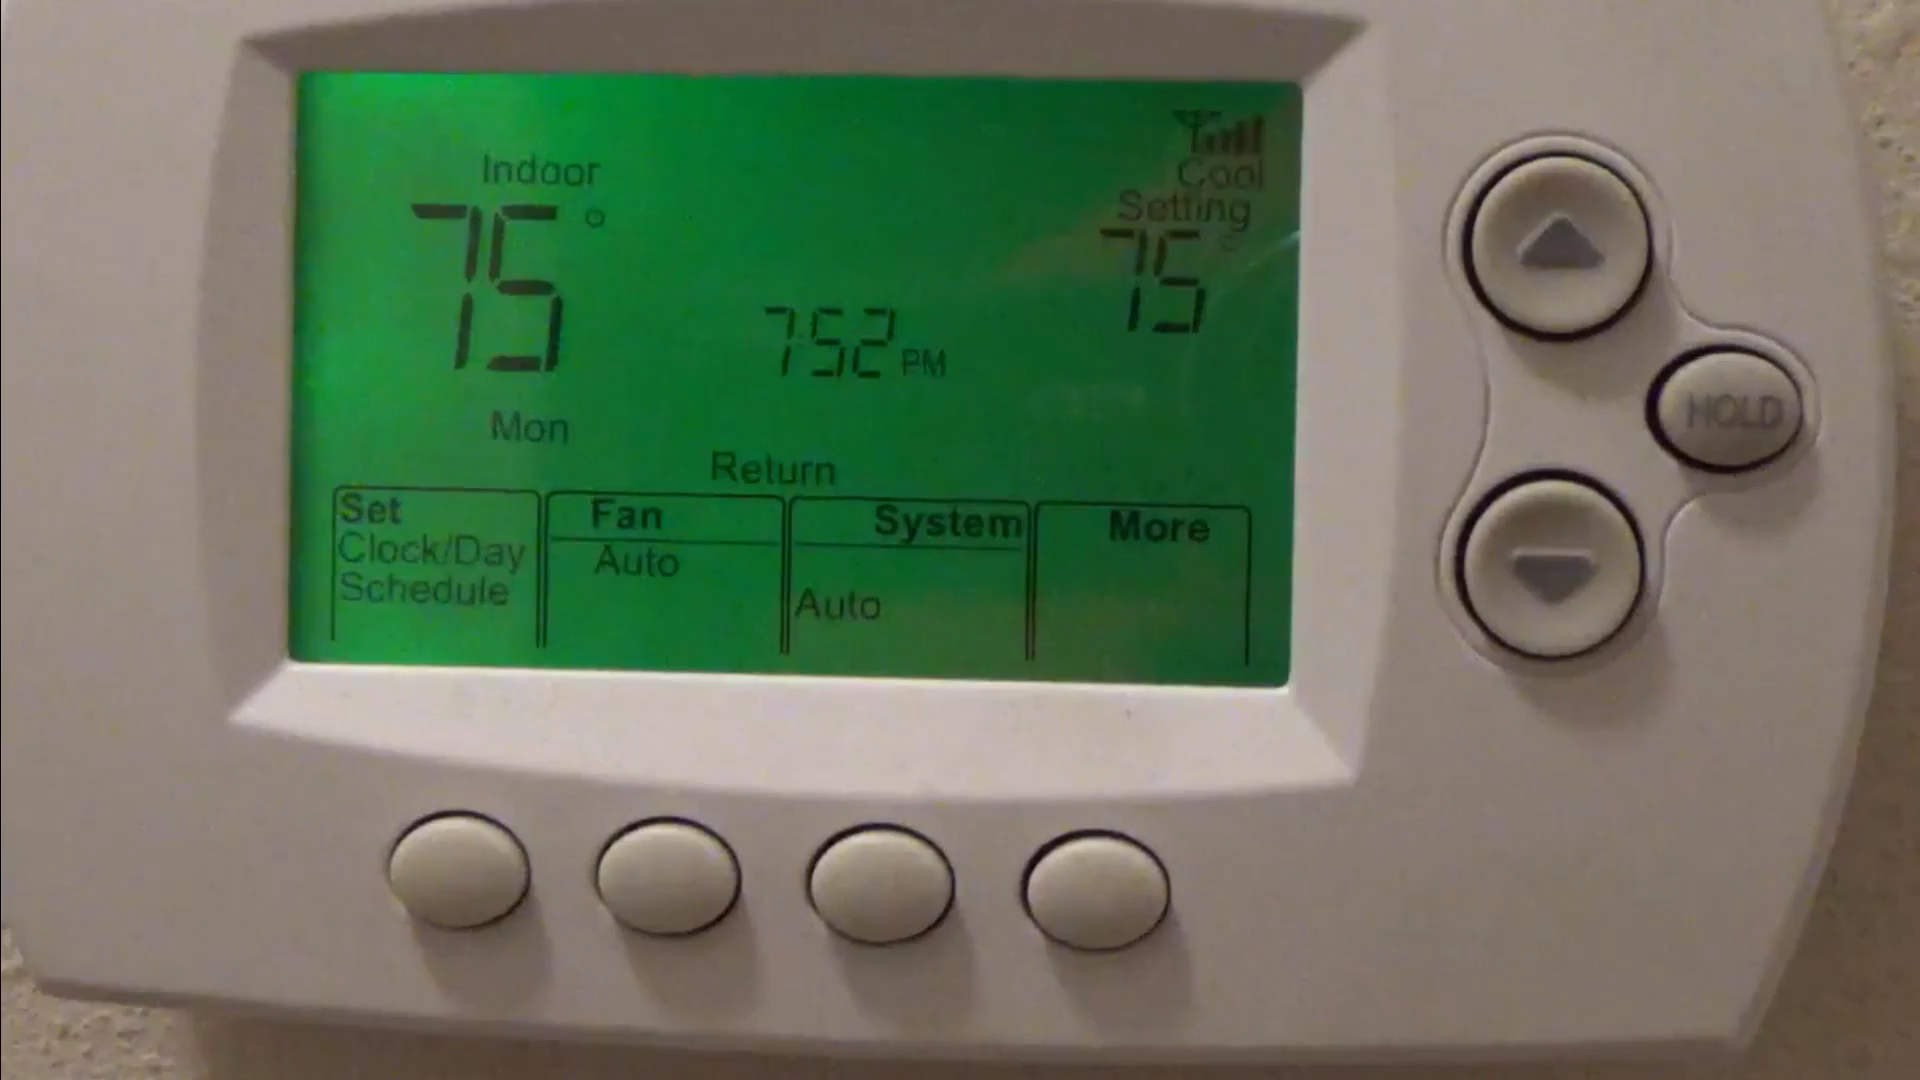 Indoor
75°
Cool
Setting
75°
7:52 PM
Mon
Return
Set
Clock/Day
Schedule
Fan
Auto
System
Auto
More
HOLD